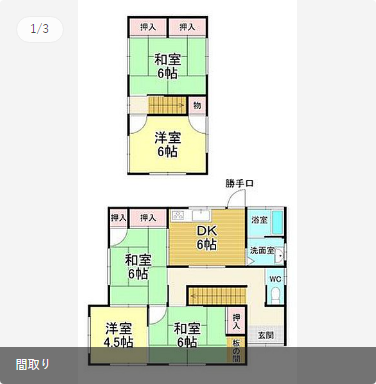 1/3
押入 押入
和室
6帖
物
洋室
6帖
勝手口
押入 押入
DK
6帖
浴室
洗面室
和室
6帖
WC
洋室
4.5帖
和室
6帖
押入
板の間
玄関
間取り